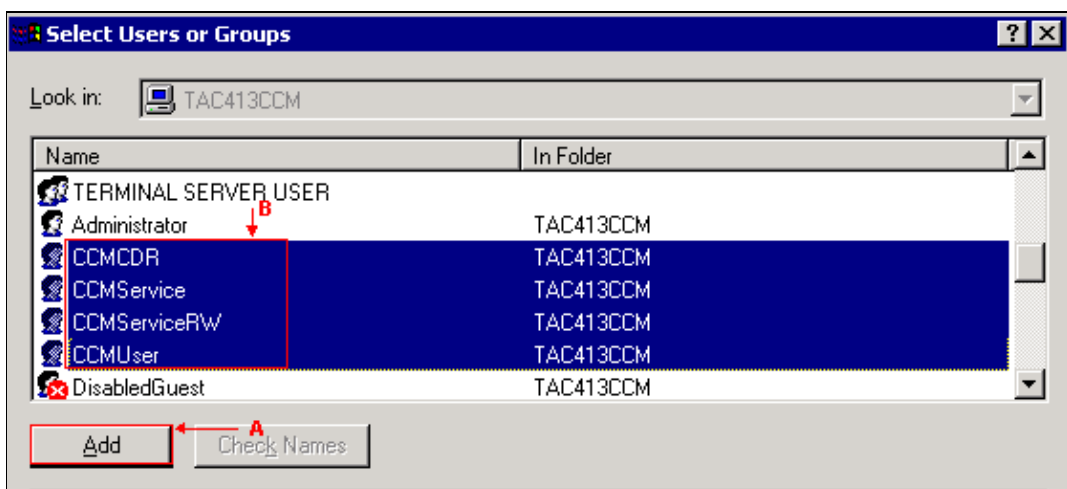 Select Users or Groups
Look in: TAC413CCM
Name In Folder
TERMINAL SERVER USER
B
Administrator TAC413CCM
CCMCDR TAC413CCM
CCMService TAC413CCM
CCMServiceRW TAC413CCM
CCMUser TAC413CCM
DisabledGuest TAC413CCM
Add A Check Names